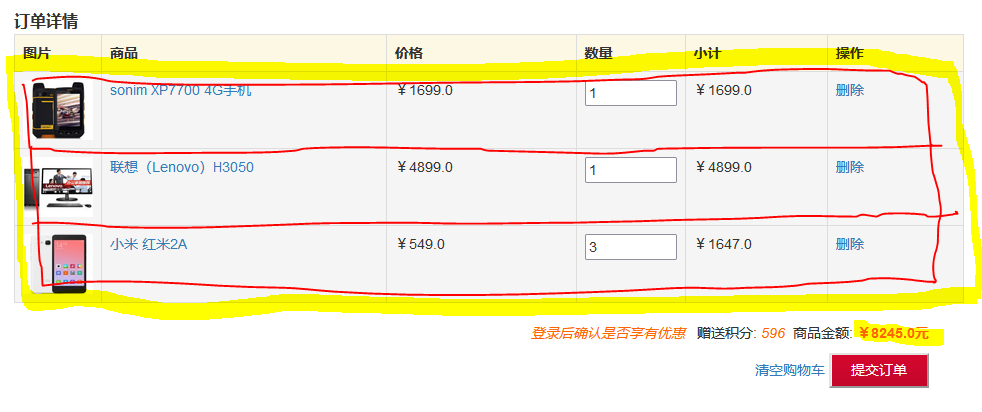 订单详情
图片 商品 价格 数量 小计 操作
sonim XP7700 4G手机 ￥1699.0 1 ￥1699.0 删除
联想（Lenovo）H3050 ￥4899.0 1 ￥4899.0 删除
小米 红米2A ￥549.0 3 ￥1647.0 删除
登录后确认是否享有优惠 赠送积分: 596 商品金额: ￥8245.0元
清空购物车 提交订单